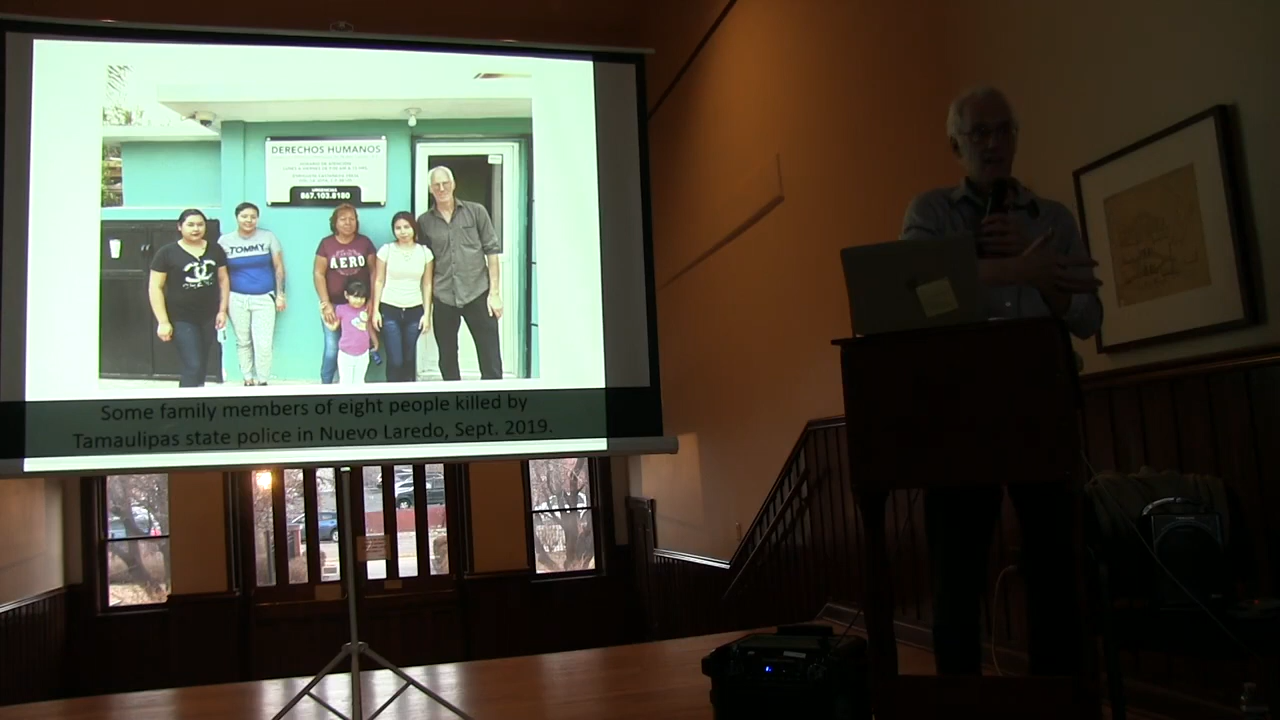 DERECHOS HUMANOS
867.103.8180
TOMMY
AERO
Some family members of eight people killed by
Tamaulipas state police in Nuevo Laredo, Sept. 2019.